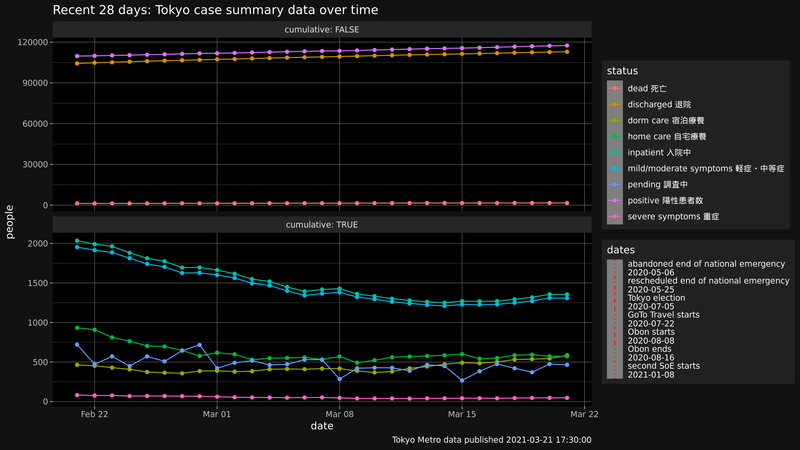 Recent 28 days: Tokyo case summary data over time
cumulative: FALSE
120000
90000
60000
30000
0
cumulative: TRUE
2000
1500
1000
500
0
people
Feb 22
Mar 01
Mar 08
Mar 15
Mar 22
date
Tokyo Metro data published 2021-03-21 17:30:00
status
dead 死亡
discharged 退院
dorm care 宿泊療養
home care 自宅療養
inpatient 入院中
mild/moderate symptoms 軽症・中等症
pending 調査中
positive 陽性患者数
severe symptoms 重症
dates
abandoned end of national emergency
2020-05-06
rescheduled end of national emergency
2020-05-25
Tokyo election
2020-07-05
GoTo Travel starts
2020-07-22
Obon starts
2020-08-08
Obon ends
2020-08-16
second SoE starts
2021-01-08